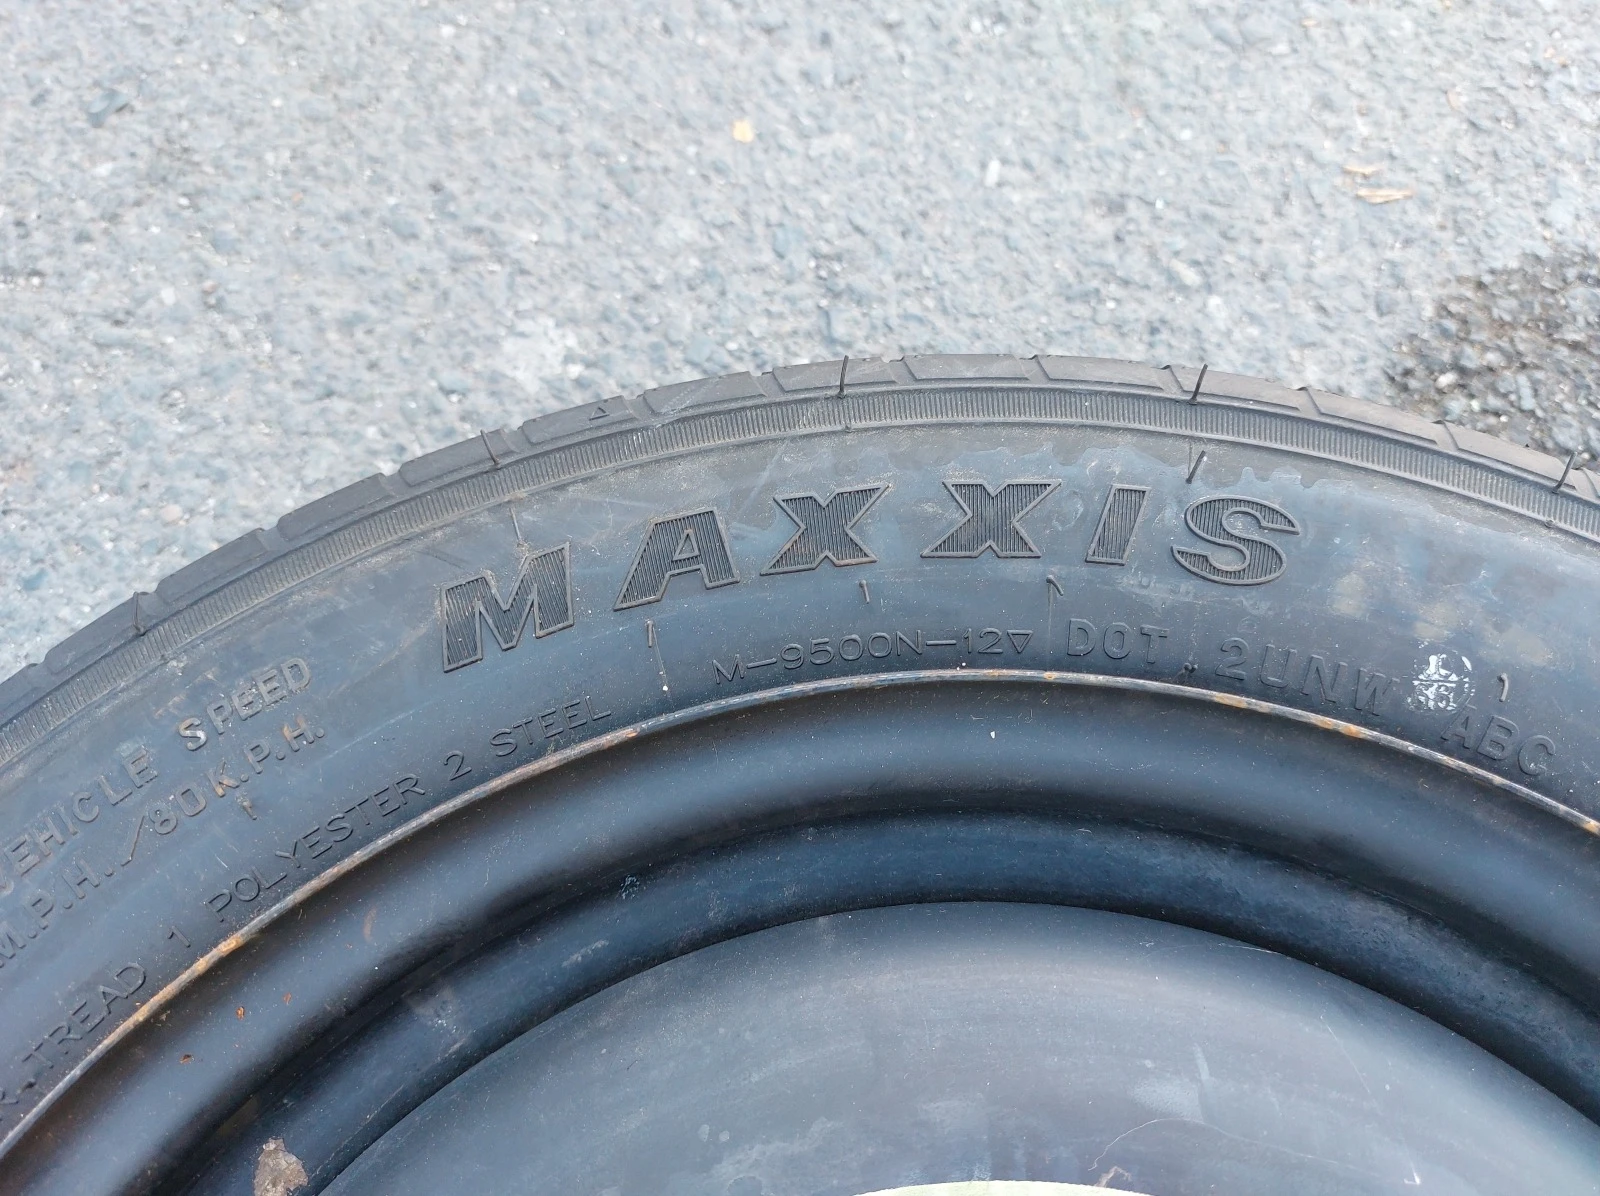 MAXXIS
M-9500N-12▽ DOT 2UNW ABC
VEHICLE SPEED
M.P.H./80K.P.H.
TREAD 1 POLYESTER 2 STEEL